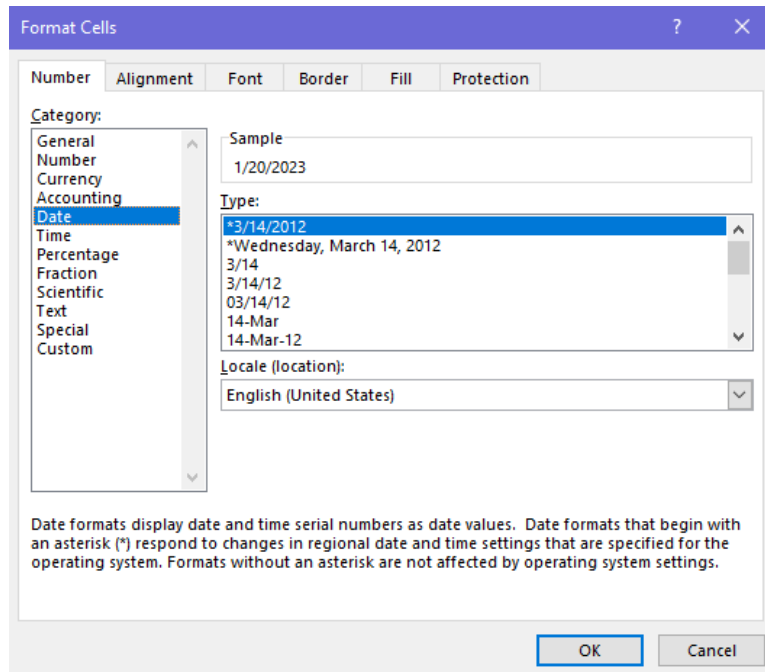 Format Cells
?
Number Alignment Font Border Fill Protection
Category:
General
Number
Currency
Accounting
Date
Time
Percentage
Fraction
Scientific
Text
Special
Custom
Sample
1/20/2023
Type:
*3/14/2012
*Wednesday, March 14, 2012
3/14
3/14/12
03/14/12
14-Mar
14-Mar-12
Locale (location):
English (United States)
Date formats display date and time serial numbers as date values.  Date formats that begin with
an asterisk (*) respond to changes in regional date and time settings that are specified for the
operating system. Formats without an asterisk are not affected by operating system settings.
OK Cancel